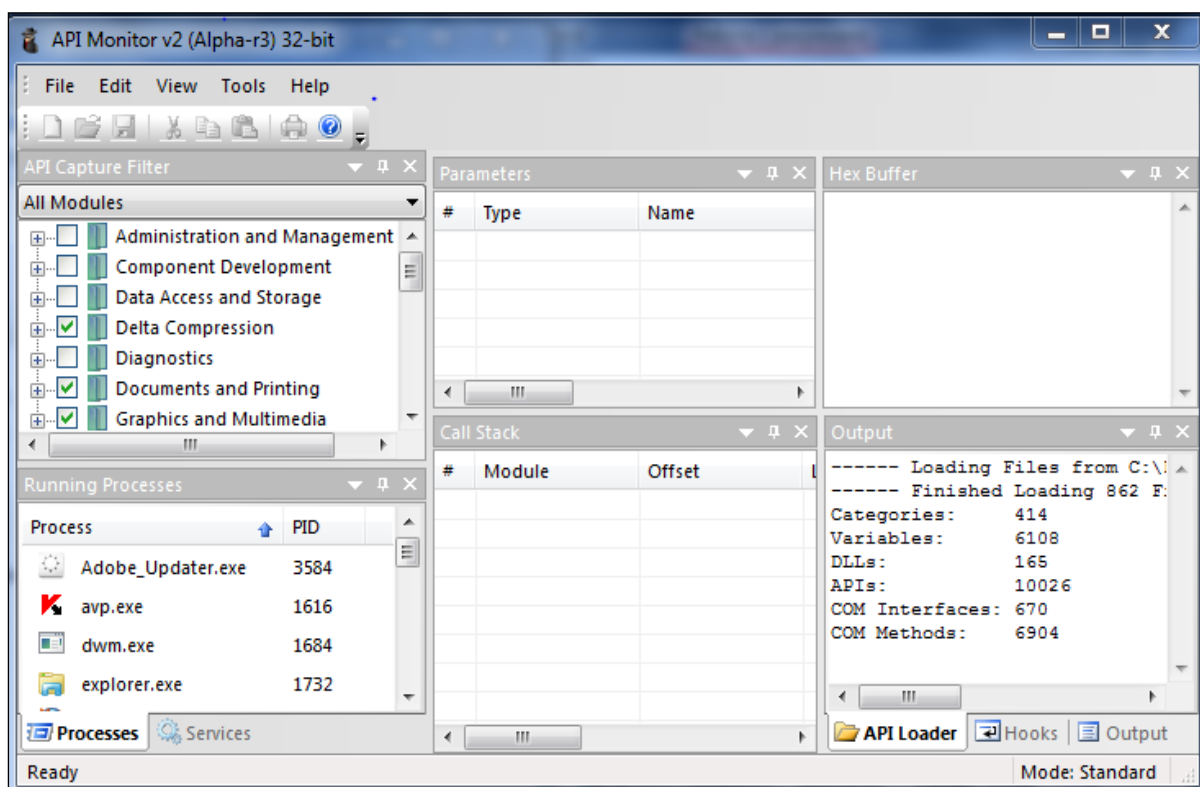 API Monitor v2 (Alpha-r3) 32-bit
File Edit View Tools Help
API Capture Filter
All Modules
Administration and Management
Component Development
Data Access and Storage
Delta Compression
Diagnostics
Documents and Printing
Graphics and Multimedia
Running Processes
Process PID
Adobe_Updater.exe 3584
avp.exe 1616
dwm.exe 1684
explorer.exe 1732
Processes Services
Parameters
# Type Name
Call Stack
# Module Offset
Hex Buffer
Output
------ Loading Files from C:\
------ Finished Loading 862
Categories: 414
Variables: 6108
DLLs: 165
APIs: 10026
COM Interfaces: 670
COM Methods: 6904
API Loader Hooks Output
Ready Mode: Standard